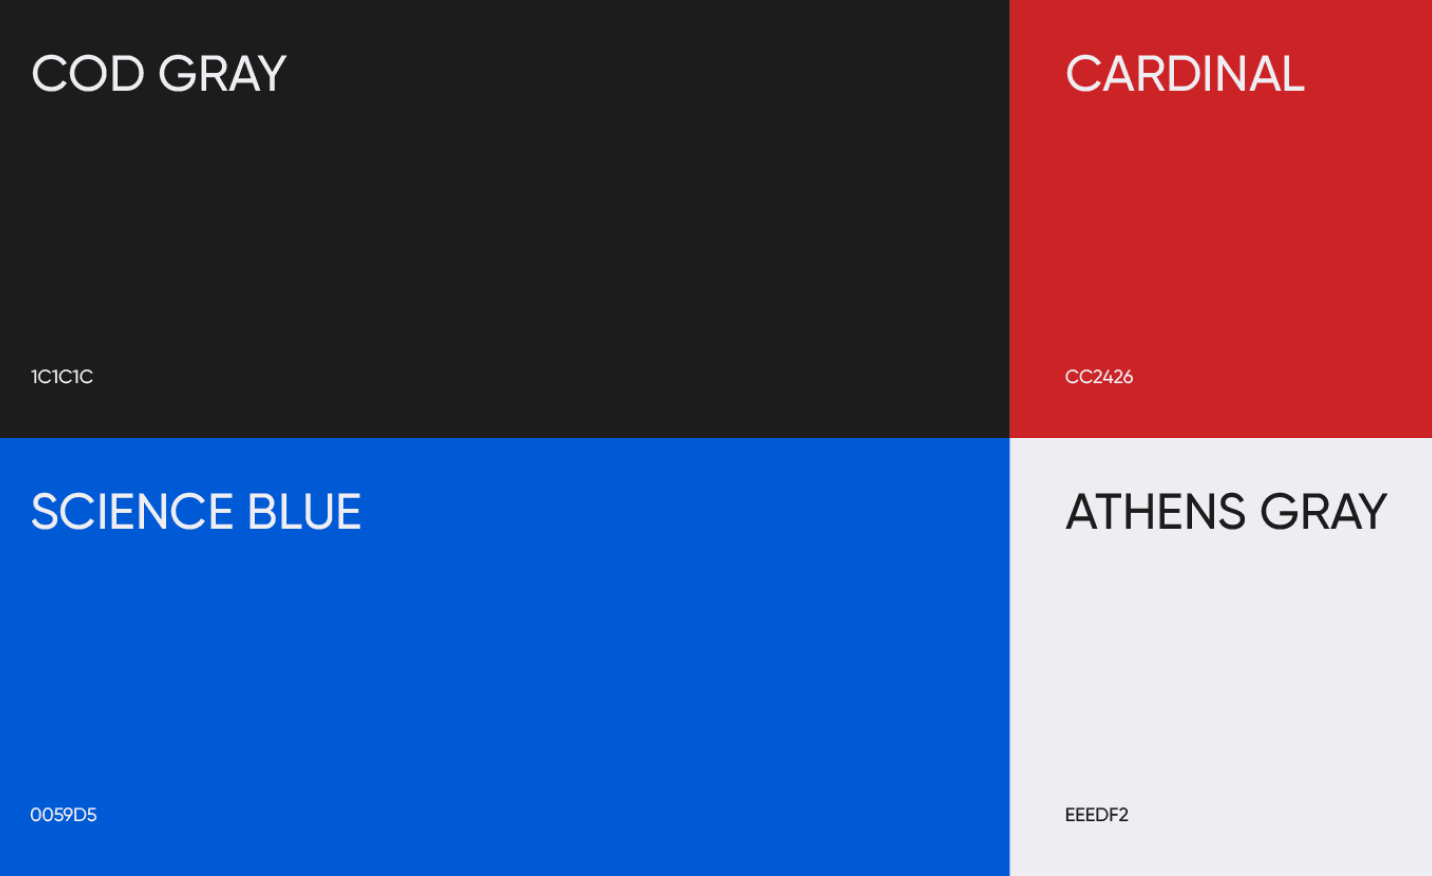 COD GRAY
CARDINAL
1C1C1C
CC2426
SCIENCE BLUE
ATHENS GRAY
0059D5
EEEDF2